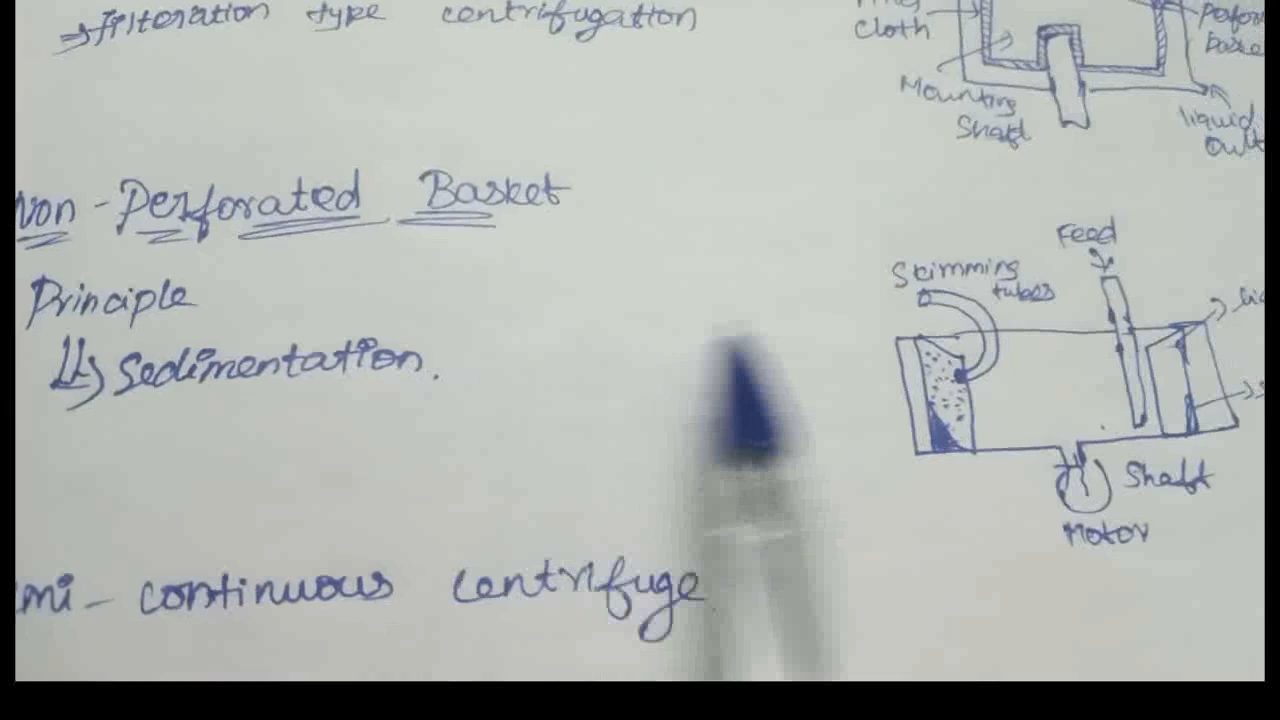 ⇒ filteration type centrifugation
cloth
Mounting
Shaft
liquid
Non - Perforated Basket
Principle
↳ Sedimentation.
Feed
Skimming
tubes
Shaft
Motor
continuous centrifuge